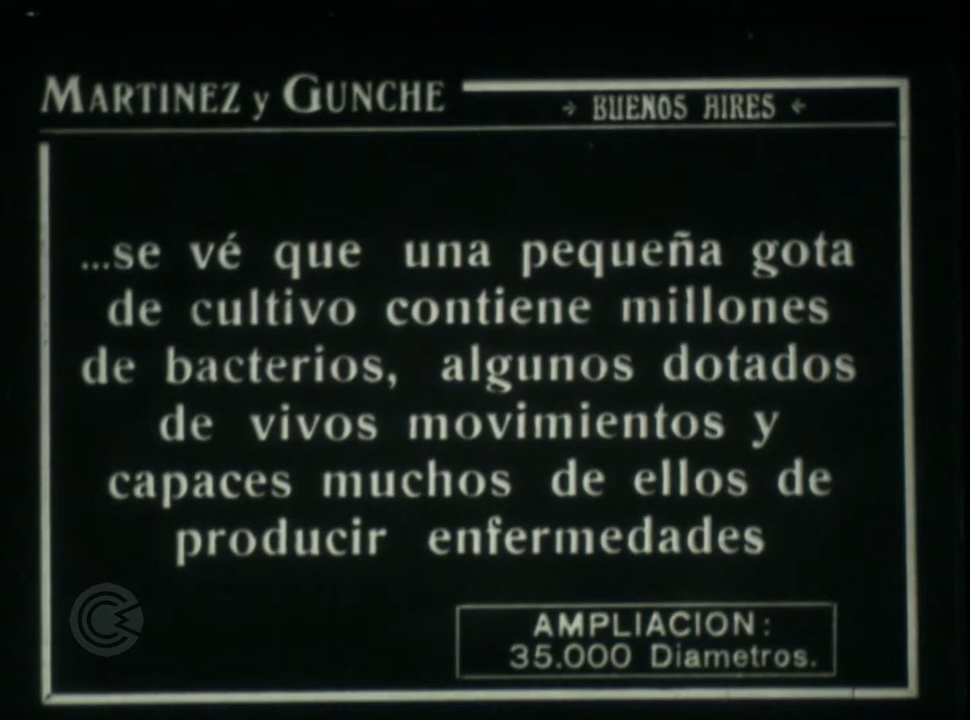 MARTINEZ y GUNCHE
BUENOS AIRES
...se vé que una pequeña gota
de cultivo contiene millones
de bacterios, algunos dotados
de vivos movimientos y
capaces muchos de ellos de
producir enfermedades
AMPLIACION:
35.000 Diametros.